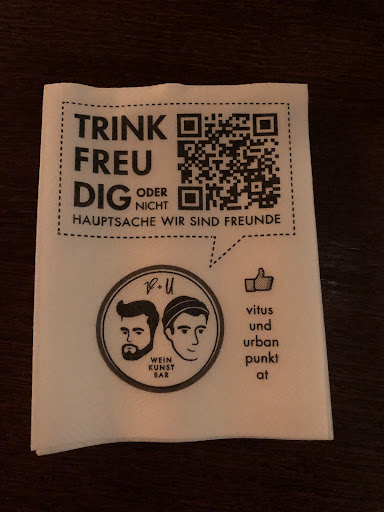 TRINK
FREU
DIG ODER
NICHT
HAUPTSACHE WIR SIND FREUNDE
V + U
WEIN
KUNST
BAR
vitus
und
urban
punkt
at